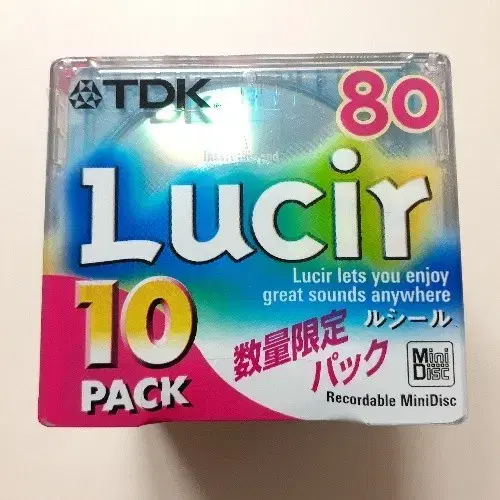 TDK
80
Lucir
Lucir lets you enjoy
great sounds anywhere
ルシール
10
PACK
数量限定
パック
Mini
Disc
Recordable MiniDisc